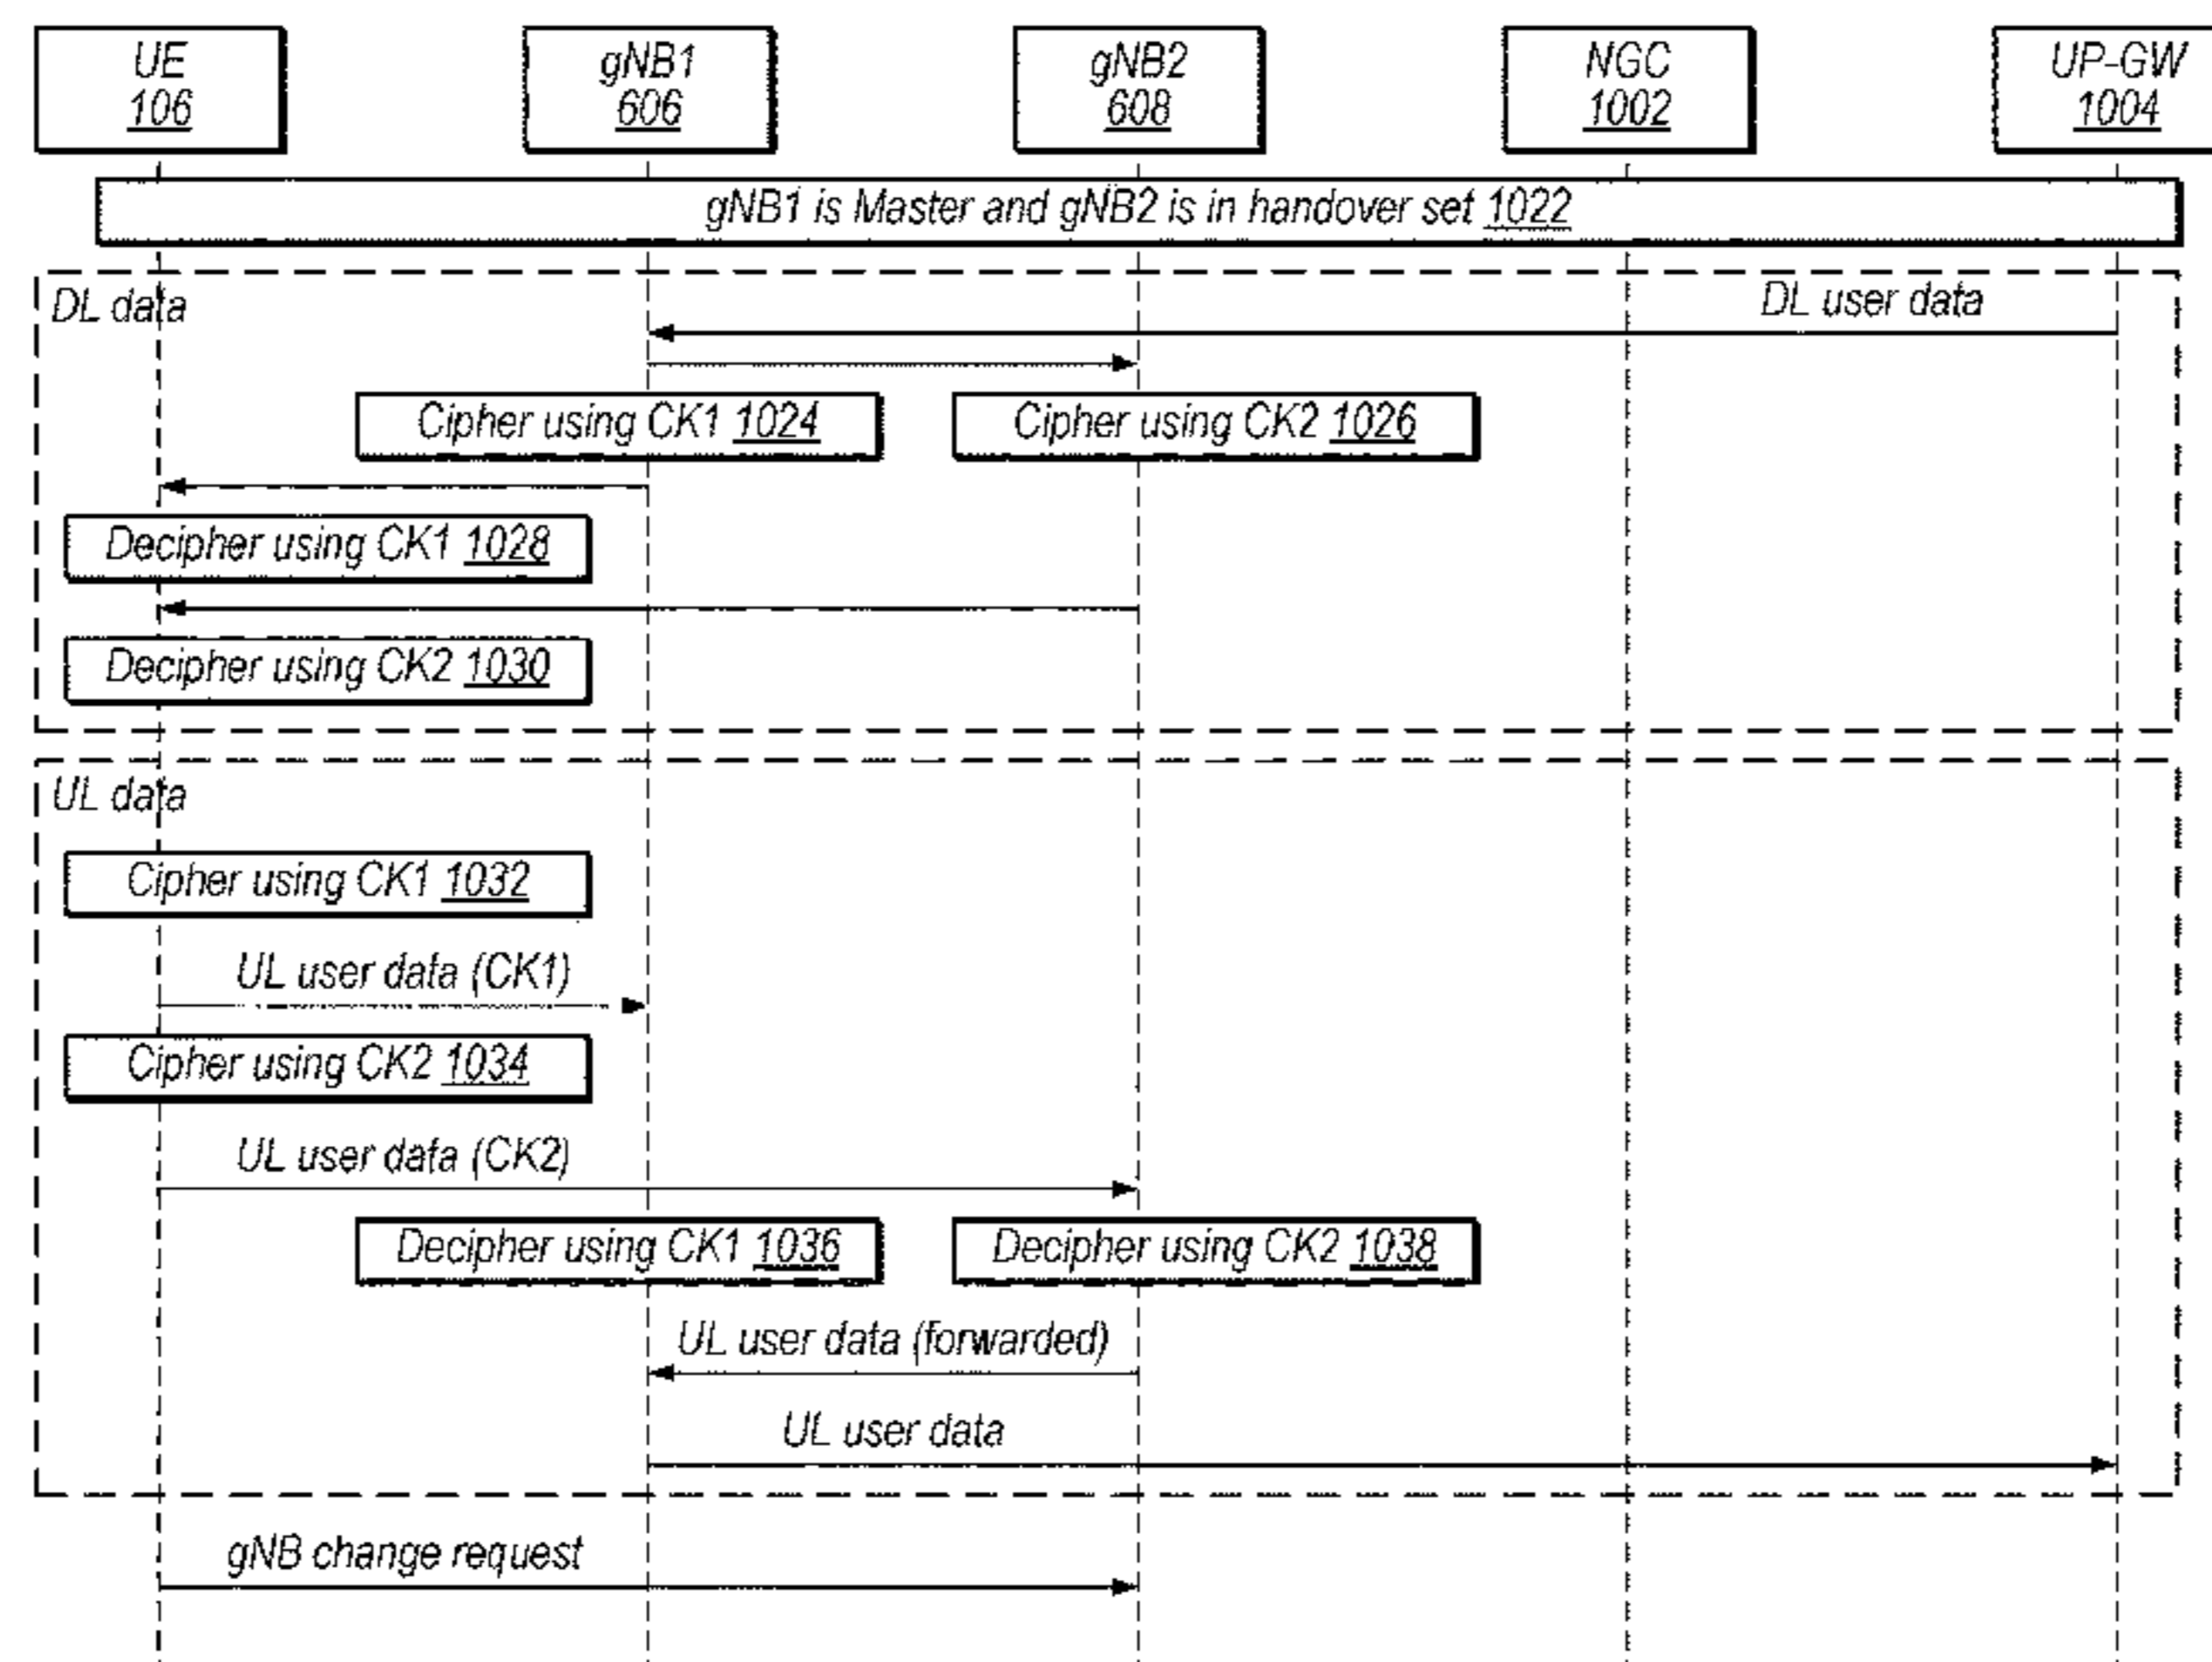 UE
106
gNB1
606
gNB2
608
NGC
1002
UP-GW
1004
gNB1 is Master and gNB2 is in handover set 1022
DL data
DL user data
Cipher using CK1 1024
Cipher using CK2 1026
Decipher using CK1 1028
Decipher using CK2 1030
UL data
Cipher using CK1 1032
UL user data (CK1)
Cipher using CK2 1034
UL user data (CK2)
Decipher using CK1 1036
Decipher using CK2 1038
UL user data (forwarded)
UL user data
gNB change request